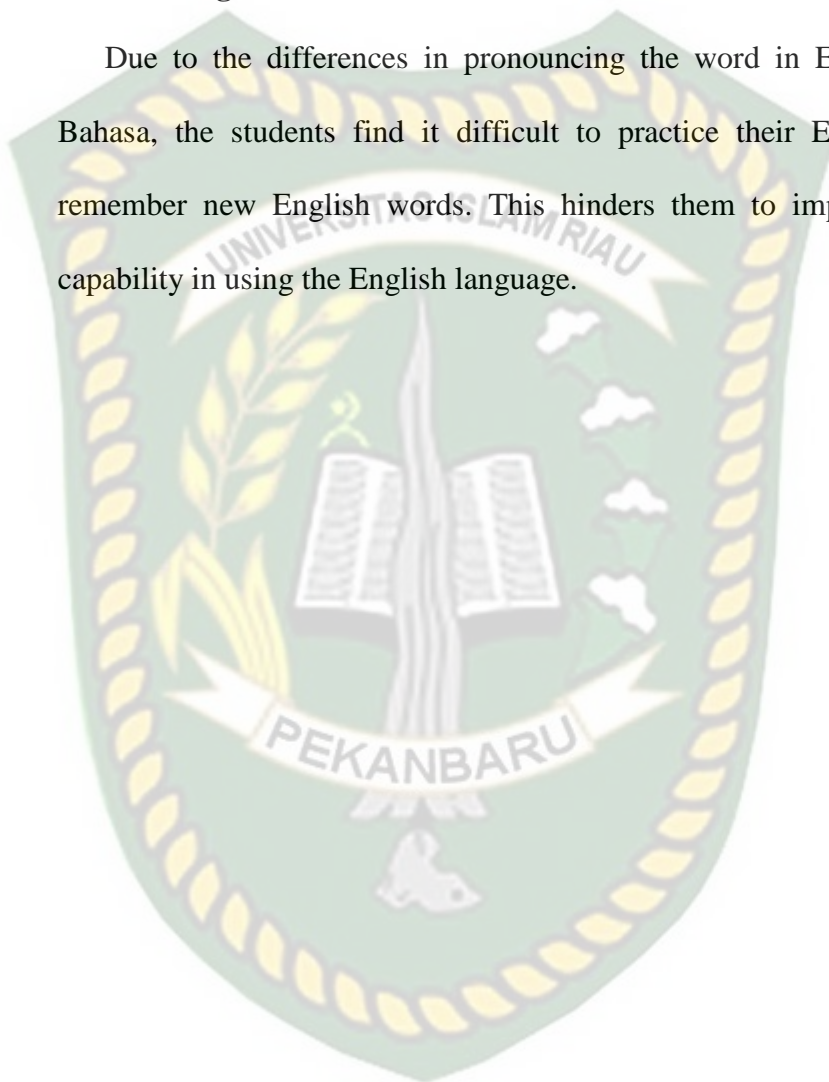 Due to the differences in pronouncing the word in E
Bahasa, the students find it difficult to practice their E
remember new English words. This hinders them to imp
capability in using the English language.
UNIVERSITAS ISLAM RIAU
PEKANBARU